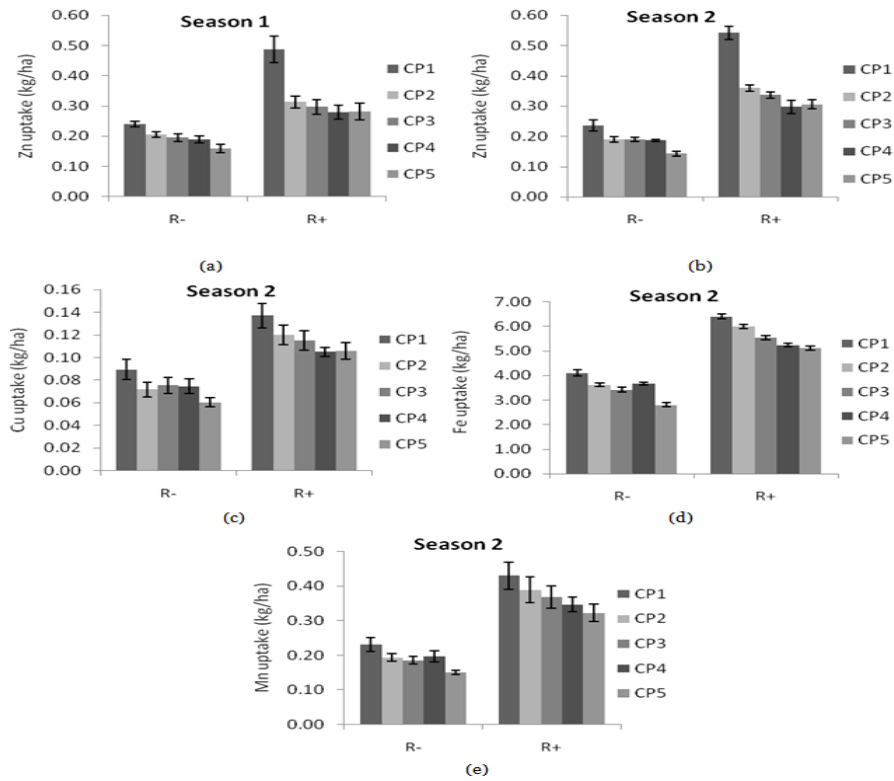 Season 1
Zn uptake (kg/ha)
0.60
0.50
0.40
0.30
0.20
0.10
0.00
R-
R+
CP1
CP2
CP3
CP4
CP5
(a)
Season 2
Zn uptake (kg/ha)
0.60
0.50
0.40
0.30
0.20
0.10
0.00
R-
R+
CP1
CP2
CP3
CP4
CP5
(b)
Season 2
Cu uptake (kg/ha)
0.16
0.14
0.12
0.10
0.08
0.06
0.04
0.02
0.00
R-
R+
CP1
CP2
CP3
CP4
CP5
(c)
Season 2
Fe uptake (kg/ha)
7.00
6.00
5.00
4.00
3.00
2.00
1.00
0.00
R-
R+
CP1
CP2
CP3
CP4
CP5
(d)
Season 2
Mn uptake (kg/ha)
0.50
0.40
0.30
0.20
0.10
0.00
R-
R+
CP1
CP2
CP3
CP4
CP5
(e)